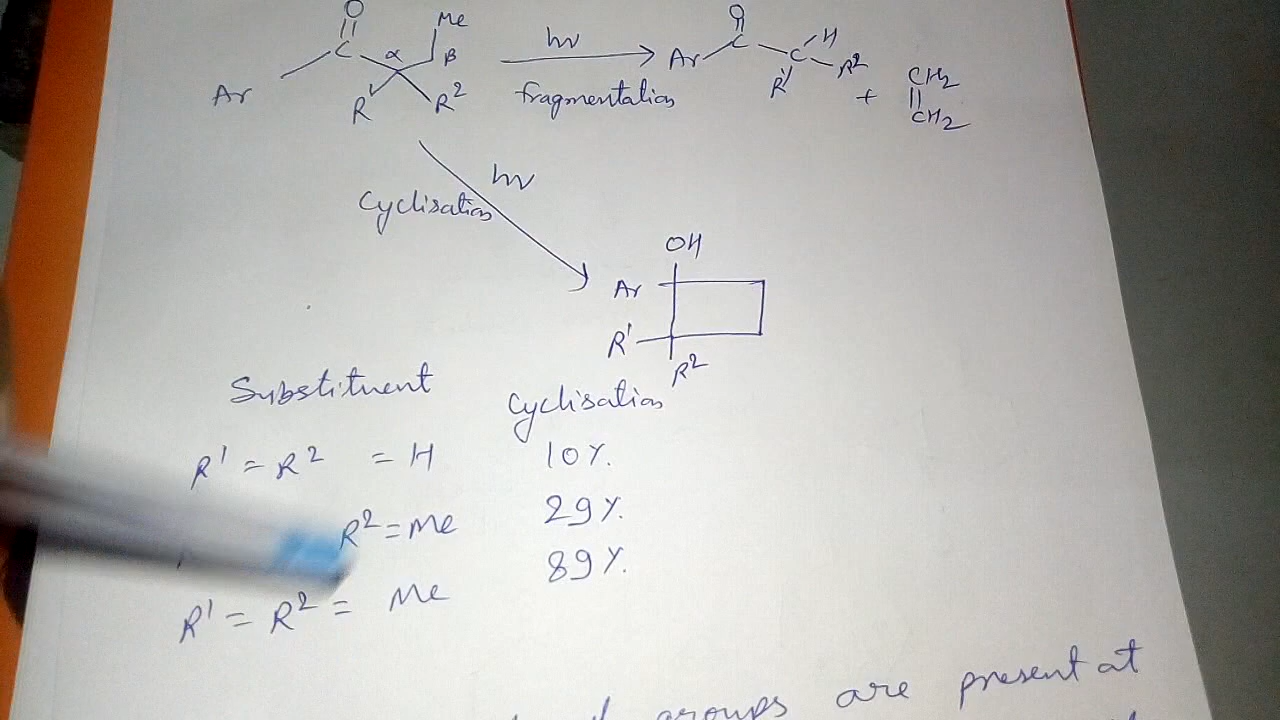 O
||
C
Me
α
β
Ar
R¹
R²
hν
fragmentation
O
||
Ar C C H
R¹ R²
+
CH₂
||
CH₂
hν
Cyclisation
OH
Ar
R¹
R²
Substituent Cyclisation
R¹ = R² = H 10%.
R² = Me 29%.
R¹ = R² = Me 89%.
groups are present at